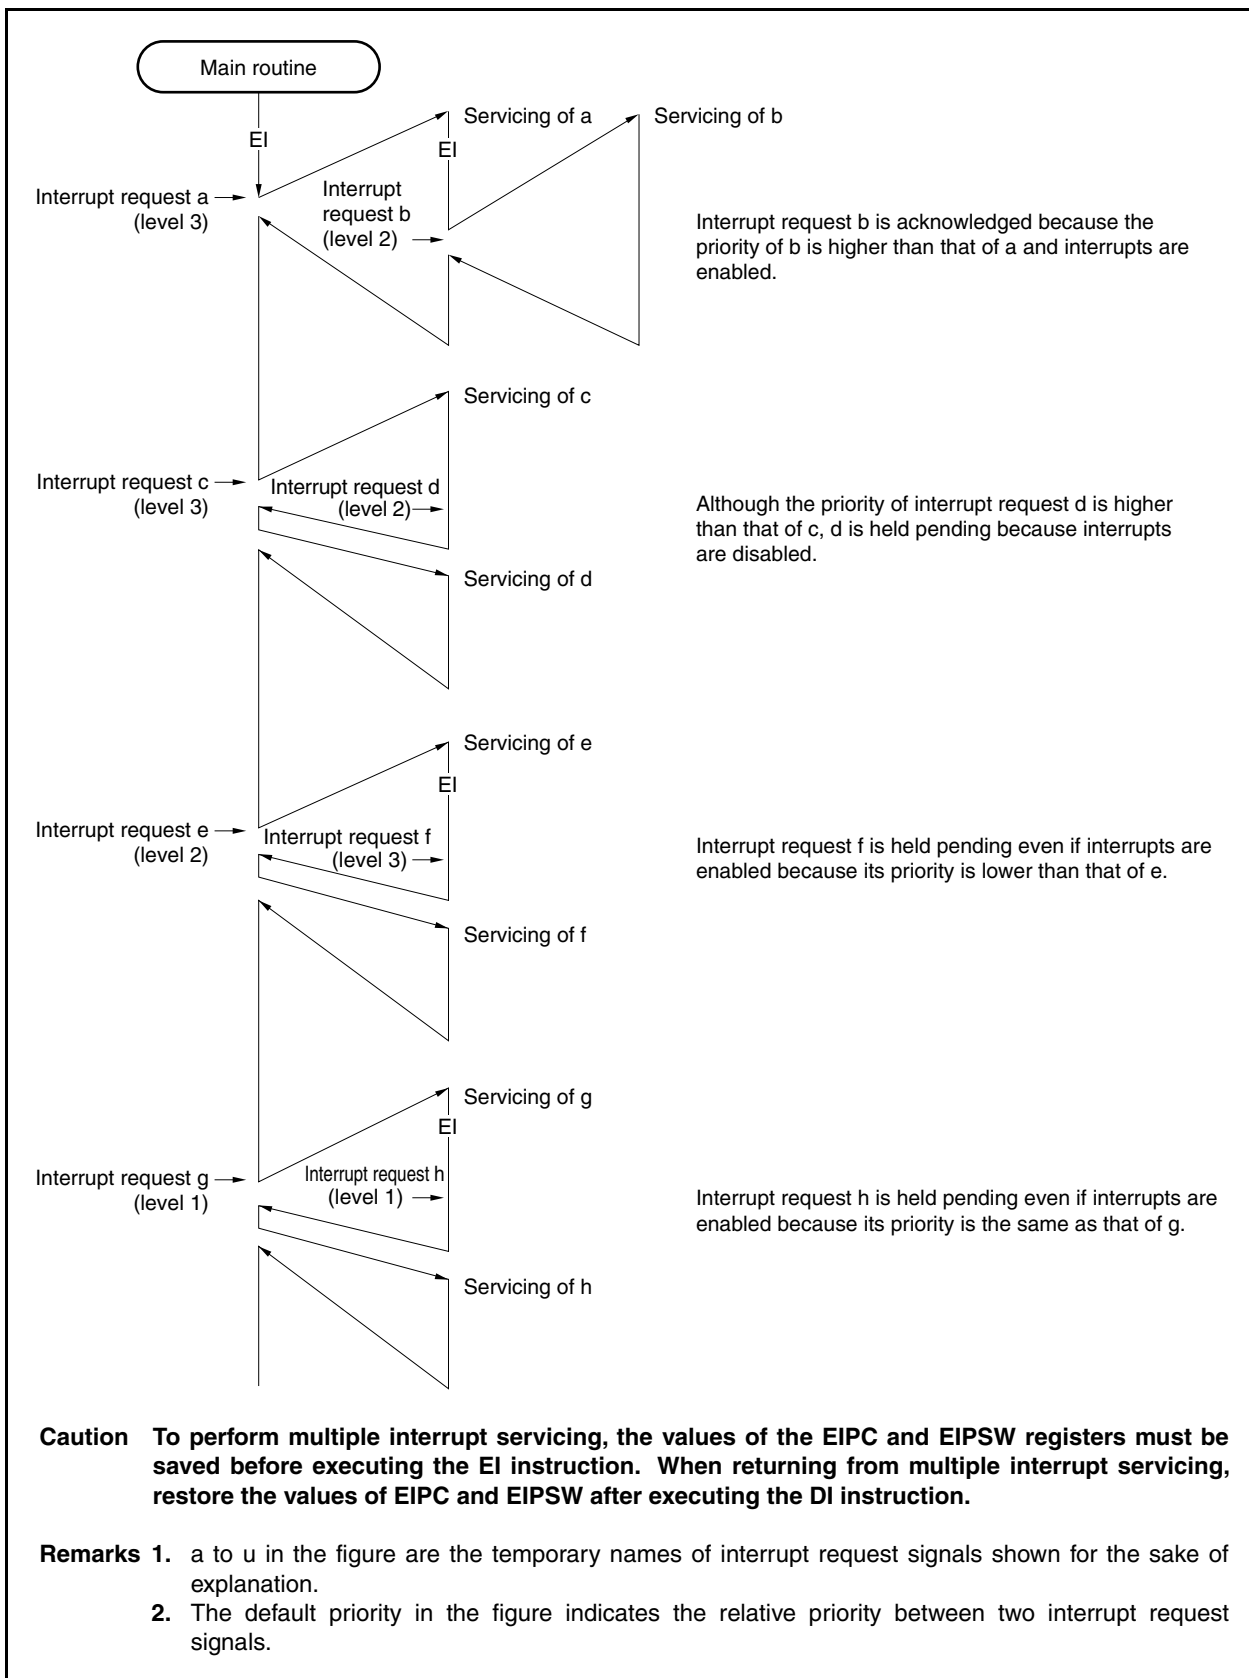 Main routine
EI
Servicing of a
Servicing of b
EI
Interrupt request a
(level 3)
Interrupt
request b
(level 2)
Interrupt request b is acknowledged because the
priority of b is higher than that of a and interrupts are
enabled.
Servicing of c
Interrupt request c
(level 3)
Interrupt request d
(level 2)
Although the priority of interrupt request d is higher
than that of c, d is held pending because interrupts
are disabled.
Servicing of d
Servicing of e
EI
Interrupt request e
(level 2)
Interrupt request f
(level 3)
Interrupt request f is held pending even if interrupts are
enabled because its priority is lower than that of e.
Servicing of f
Servicing of g
EI
Interrupt request g
(level 1)
Interrupt request h
(level 1)
Interrupt request h is held pending even if interrupts are
enabled because its priority is the same as that of g.
Servicing of h
Caution To perform multiple interrupt servicing, the values of the EIPC and EIPSW registers must be
saved before executing the EI instruction. When returning from multiple interrupt servicing,
restore the values of EIPC and EIPSW after executing the DI instruction.
Remarks 1. a to u in the figure are the temporary names of interrupt request signals shown for the sake of
explanation.
2. The default priority in the figure indicates the relative priority between two interrupt request
signals.